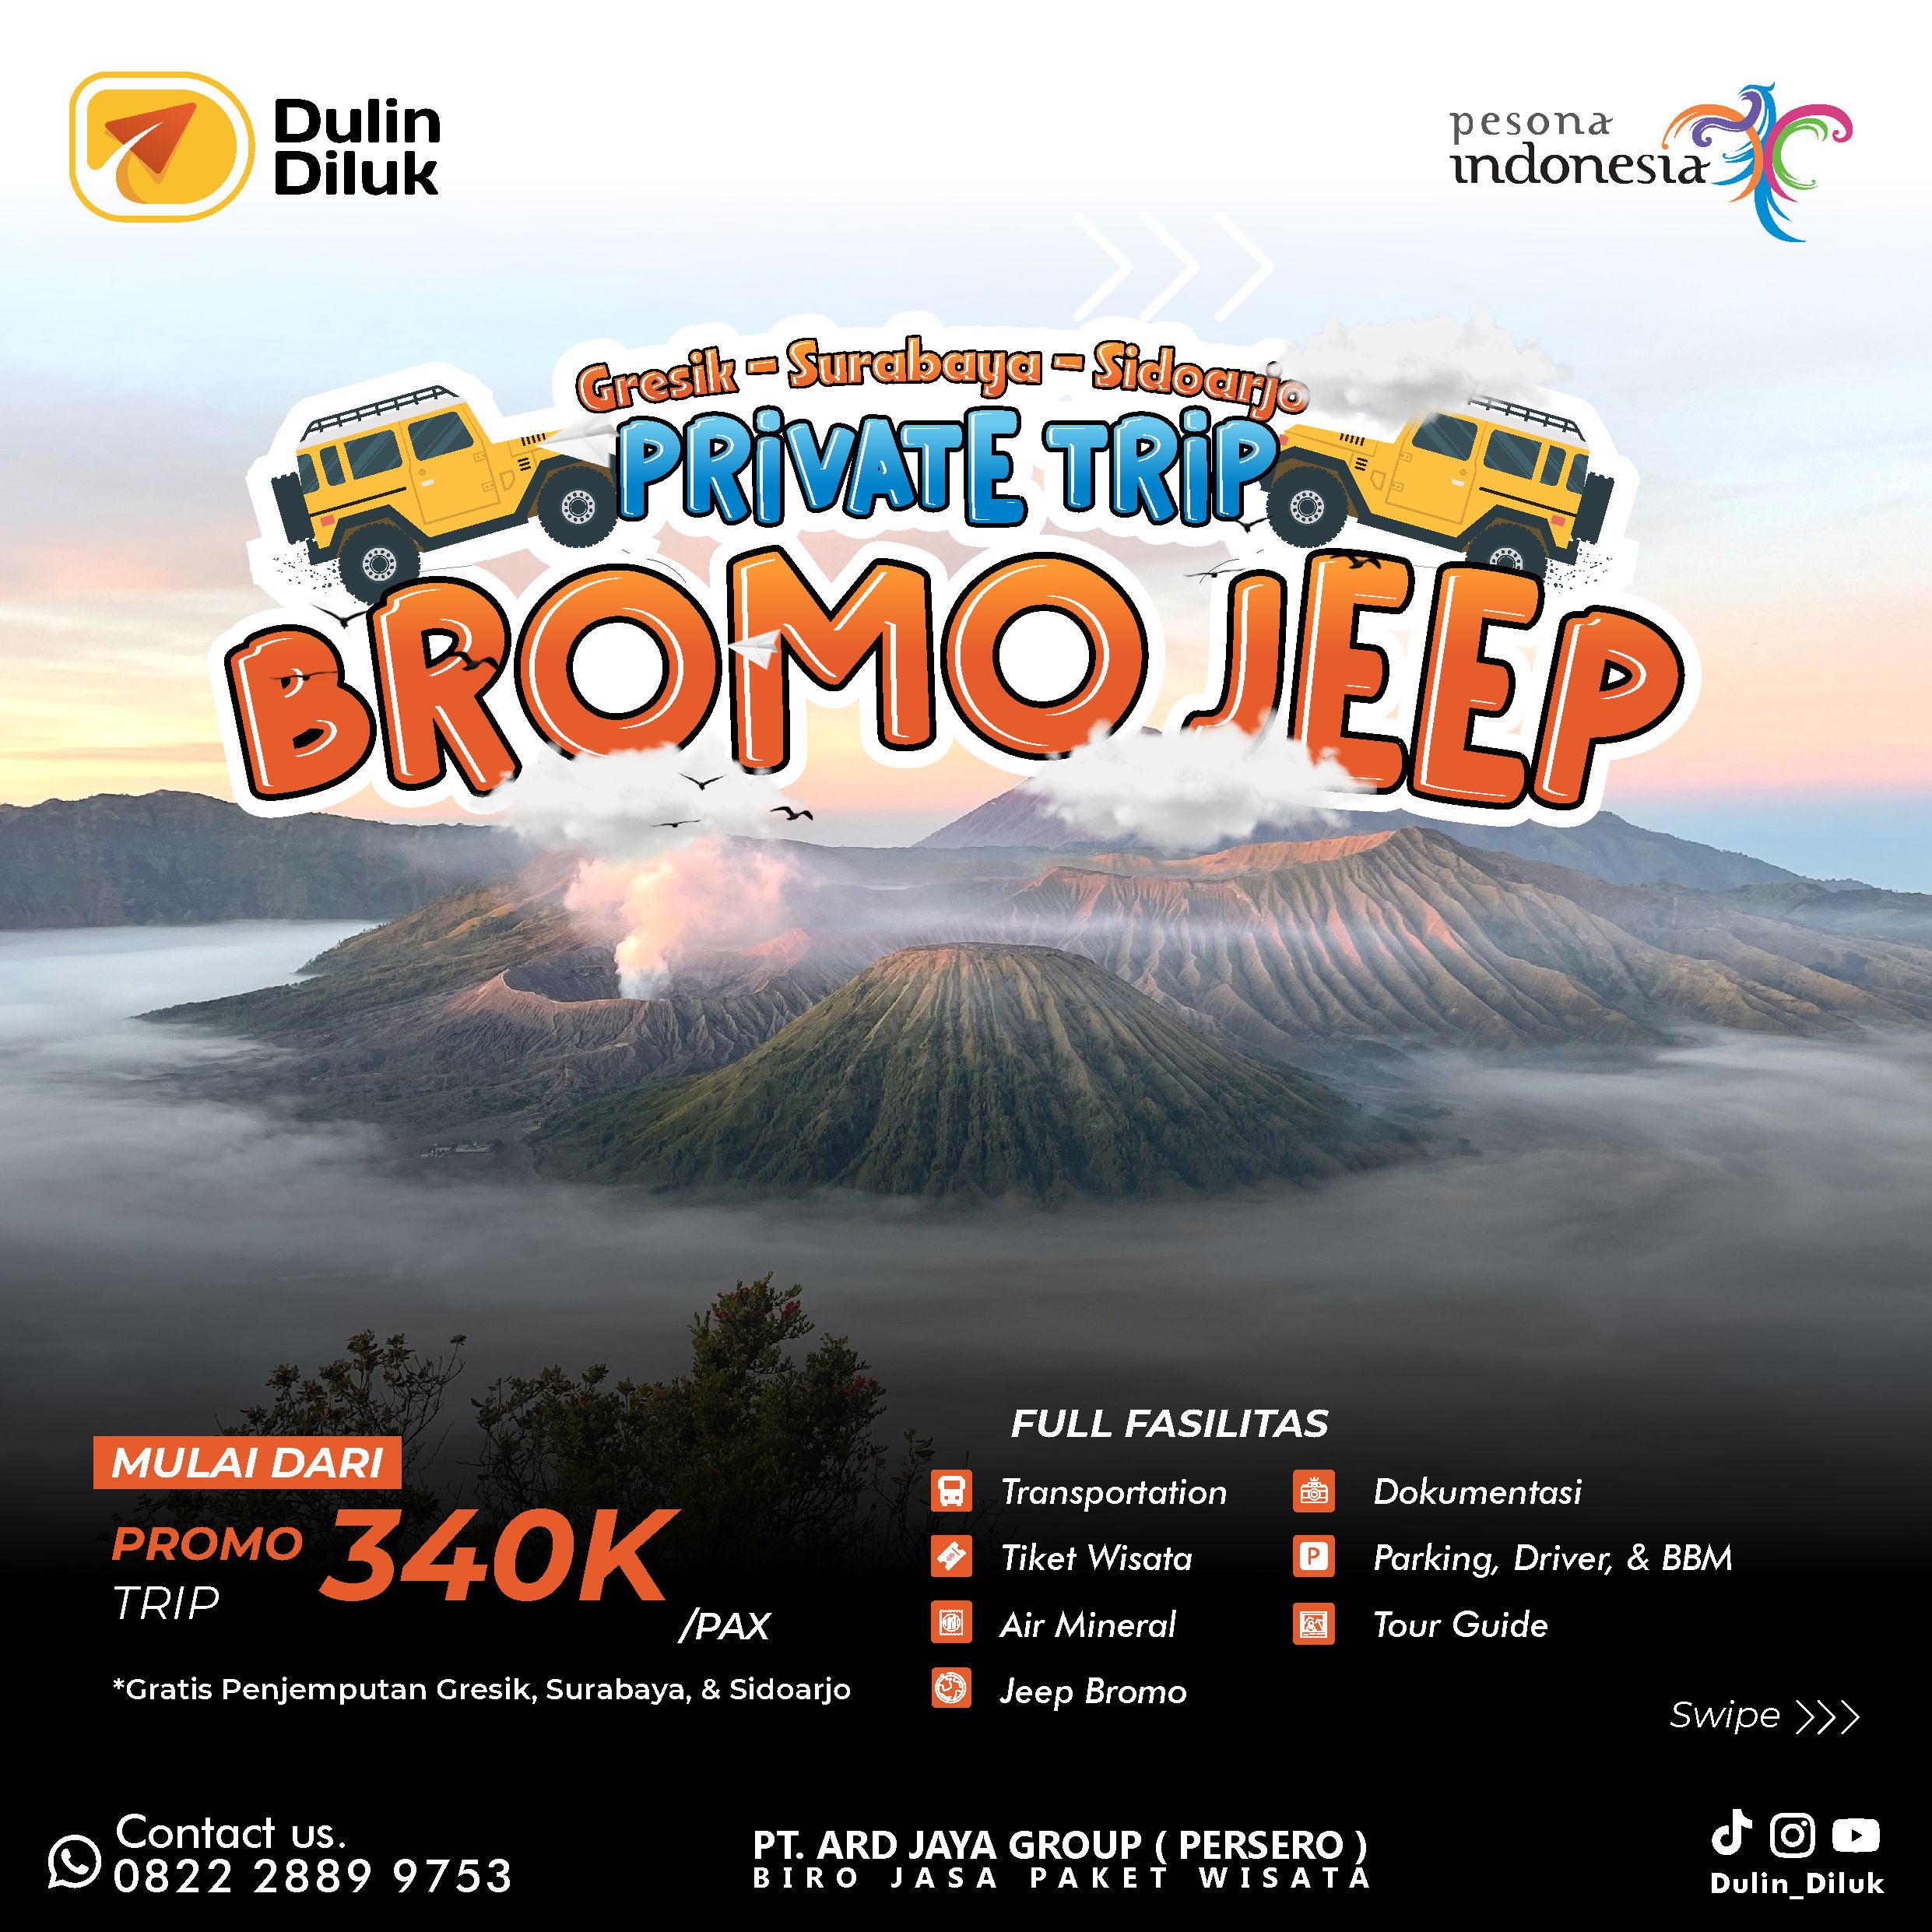 Dulin
Diluk
pesona
indonesia
Gresik - Surabaya - Sidoarjo
PRiVATE TRiP
BROMO JEEP
MULAI DARI
PROMO
TRIP
340K
/PAX
*Gratis Penjemputan Gresik, Surabaya, & Sidoarjo
FULL FASILITAS
Transportation
Tiket Wisata
Air Mineral
Jeep Bromo
Dokumentasi
P
Parking, Driver, & BBM
Tour Guide
Swipe >>>
Contact us.
0822 2889 9753
PT. ARD JAYA GROUP ( PERSERO )
BIRO JASA PAKET WISATA
Dulin_Diluk